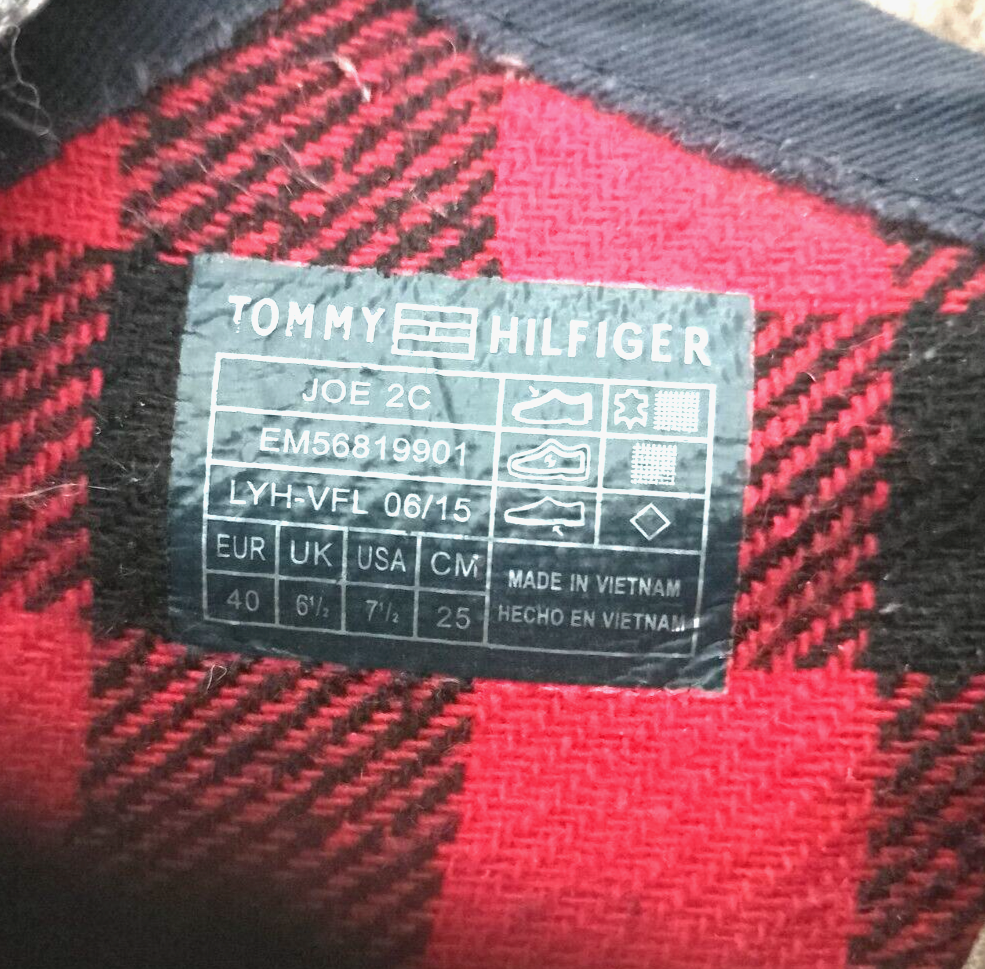 TOMMY HILFIGER
JOE 2C
EM56819901
LYH-VFL 06/15
EUR UK USA CM
40 6½ 7½ 25
MADE IN VIETNAM
HECHO EN VIETNAM